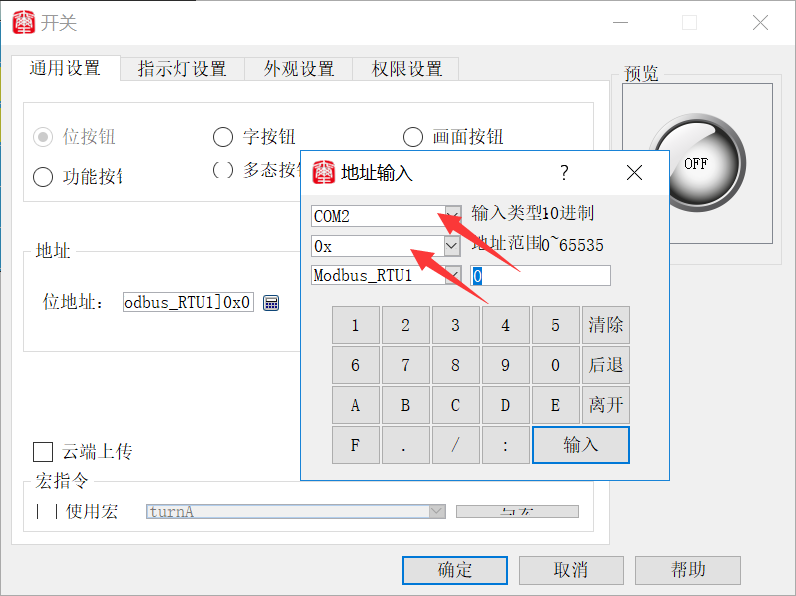 开关
通用设置 指示灯设置 外观设置 权限设置
预览
位按钮 字按钮 画面按钮
功能按钮 多态按钮
OFF
地址输入 ?
COM2 输入类型10进制
0x 地址范围0~65535
Modbus_RTU1 0
地址
位地址: odbus_RTU1]0x0
1 2 3 4 5 清除
6 7 8 9 0 后退
A B C D E 离开
F . / : 输入
云端上传
宏指令
使用宏 turnA
确定 取消 帮助